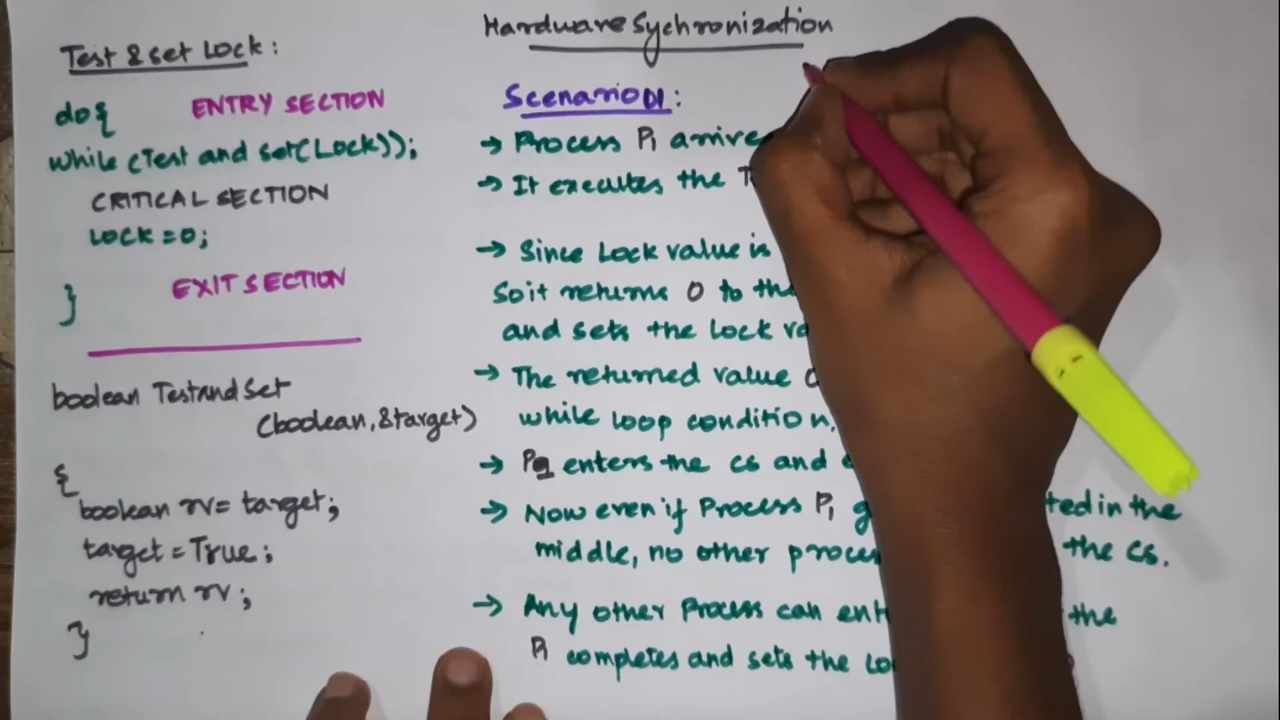 Hardware Sychronization
Test & set Lock :
do{
ENTRY SECTION
while (Test and set(Lock));
CRITICAL SECTION
Lock = 0;
EXIT SECTION
}
boolean TestandSet
(boolean, &target)
{
boolean rv = target;
target = True;
return rv;
}
Scenario 01 :
→ Process P1 arrive
→ It executes the
→ Since Lock value is
So it returns 0 to the
and sets the lock
→ The returned value
while loop condition.
→ P1 enters the cs and
→ Now even if Process P1 in the
middle, no other the CS.
→ Any other Process can the
P1 completes and sets the